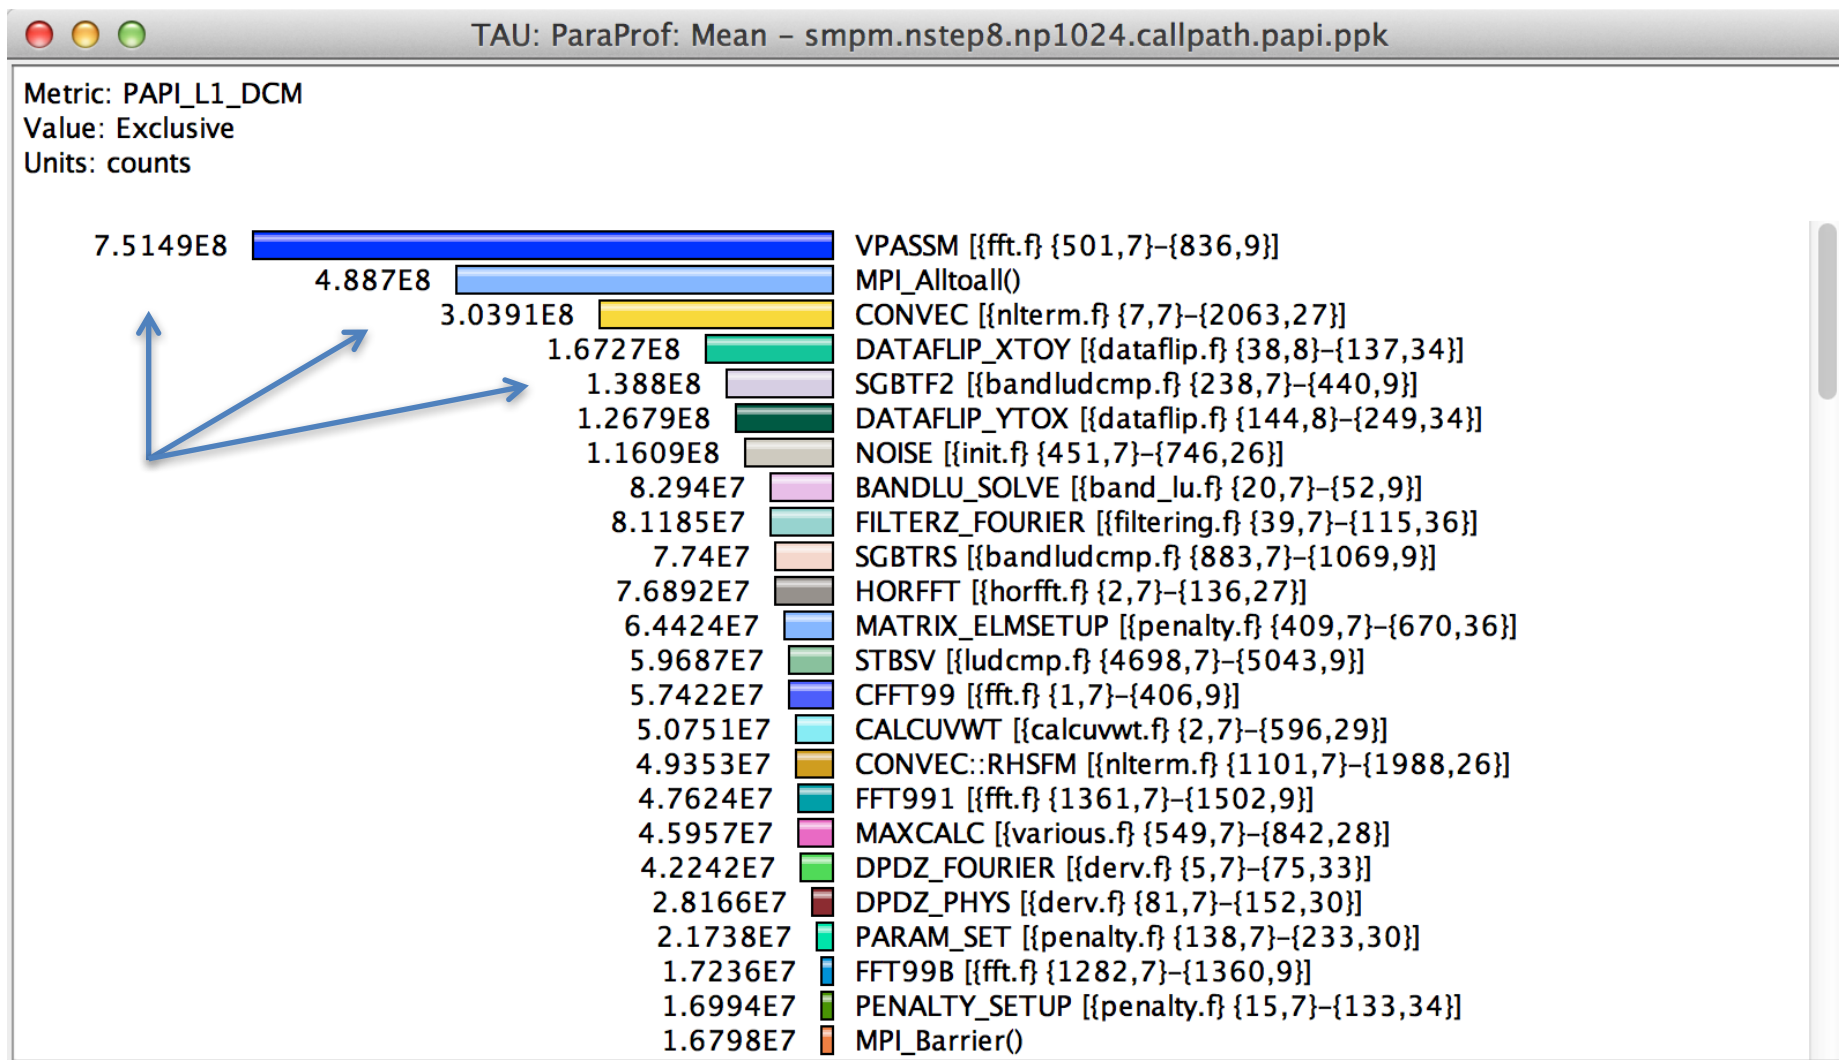 TAU: ParaProf: Mean – smpm.nstep8.np1024.callpath.papi.ppk
Metric: PAPI_L1_DCM
Value: Exclusive
Units: counts
7.5149E8 VPASSM [{fft.f} {501,7}–{836,9}]
4.887E8 MPI_Alltoall()
3.0391E8 CONVEC [{nlterm.f} {7,7}–{2063,27}]
1.6727E8 DATAFLIP_XTOY [{dataflip.f} {38,8}–{137,34}]
1.388E8 SGBTF2 [{bandludcmp.f} {238,7}–{440,9}]
1.2679E8 DATAFLIP_YTOX [{dataflip.f} {144,8}–{249,34}]
1.1609E8 NOISE [{init.f} {451,7}–{746,26}]
8.294E7 BANDLU_SOLVE [{band_lu.f} {20,7}–{52,9}]
8.1185E7 FILTERZ_FOURIER [{filtering.f} {39,7}–{115,36}]
7.74E7 SGBTRS [{bandludcmp.f} {883,7}–{1069,9}]
7.6892E7 HORFFT [{horfft.f} {2,7}–{136,27}]
6.4424E7 MATRIX_ELMSETUP [{penalty.f} {409,7}–{670,36}]
5.9687E7 STBSV [{ludcmp.f} {4698,7}–{5043,9}]
5.7422E7 CFFT99 [{fft.f} {1,7}–{406,9}]
5.0751E7 CALCUVWT [{calcuvwt.f} {2,7}–{596,29}]
4.9353E7 CONVEC::RHSFM [{nlterm.f} {1101,7}–{1988,26}]
4.7624E7 FFT991 [{fft.f} {1361,7}–{1502,9}]
4.5957E7 MAXCALC [{various.f} {549,7}–{842,28}]
4.2242E7 DPDZ_FOURIER [{derv.f} {5,7}–{75,33}]
2.8166E7 DPDZ_PHYS [{derv.f} {81,7}–{152,30}]
2.1738E7 PARAM_SET [{penalty.f} {138,7}–{233,30}]
1.7236E7 FFT99B [{fft.f} {1282,7}–{1360,9}]
1.6994E7 PENALTY_SETUP [{penalty.f} {15,7}–{133,34}]
1.6798E7 MPI_Barrier()